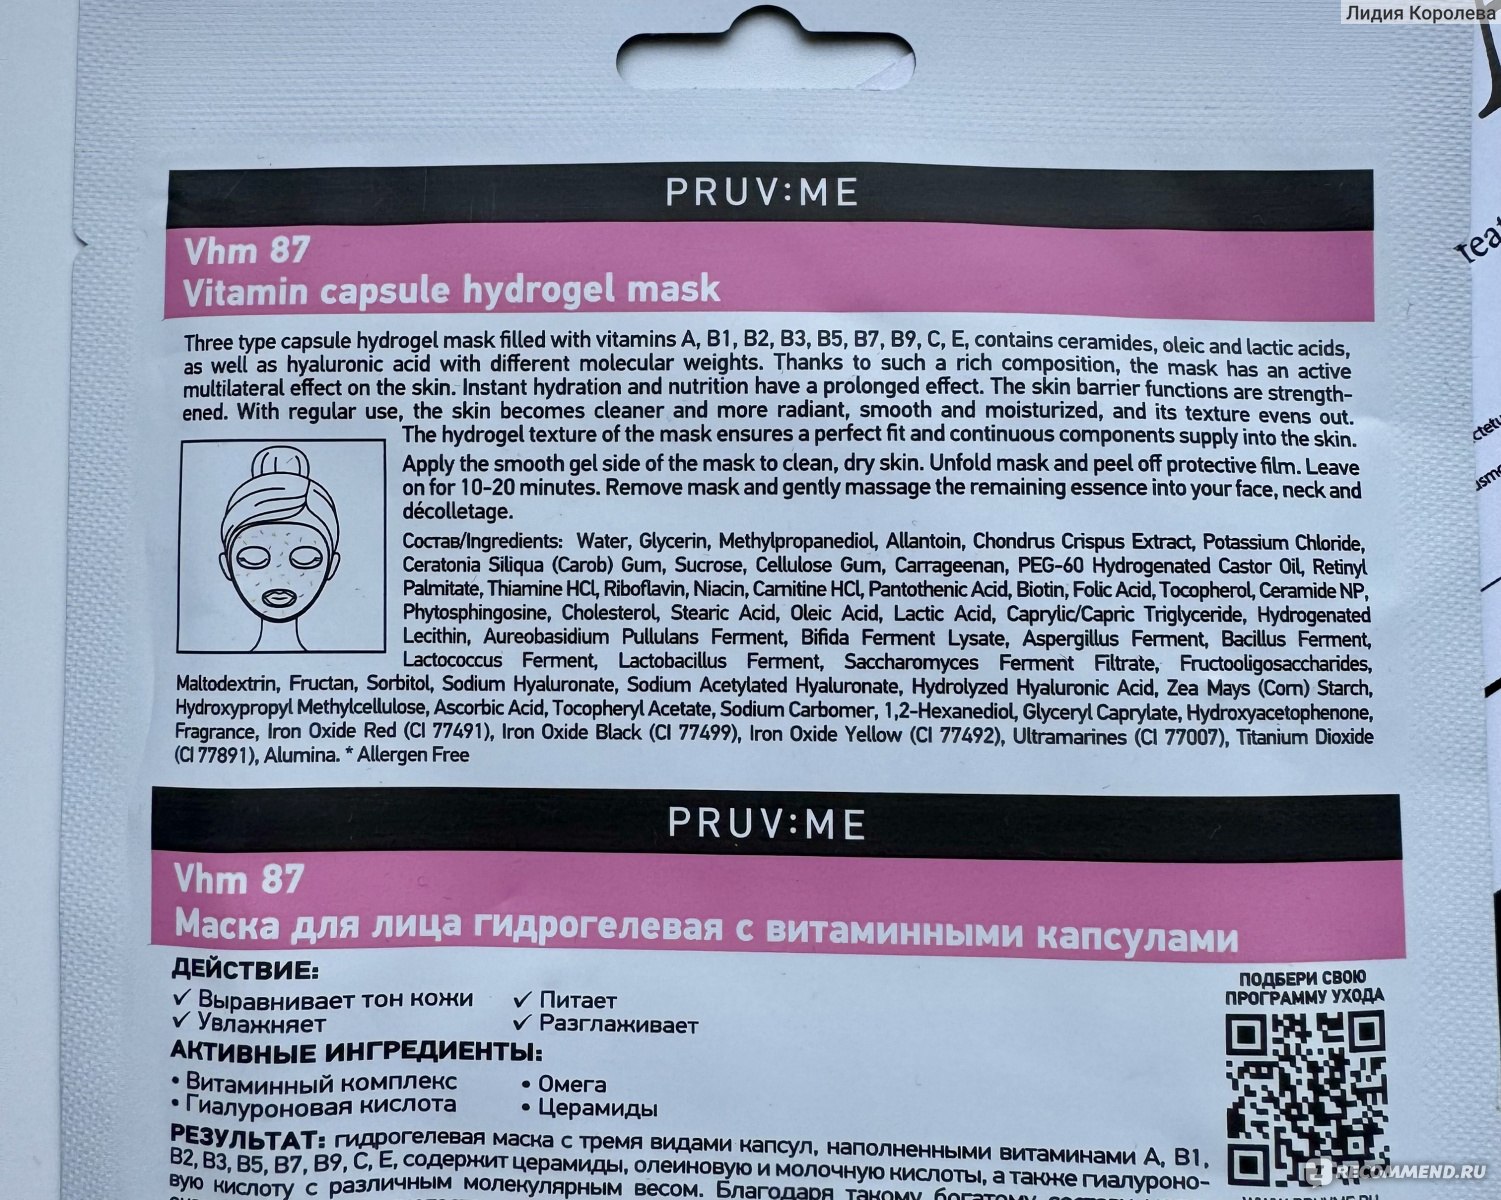 Лидия Королева
PRUV:ME
Vhm 87
Vitamin capsule hydrogel mask
Three type capsule hydrogel mask filled with vitamins A, B1, B2, B3, B5, B7, B9, C, E, contains ceramides, oleic and lactic acids,
as well as hyaluronic acid with different molecular weights. Thanks to such a rich composition, the mask has an active
multilateral effect on the skin. Instant hydration and nutrition have a prolonged effect. The skin barrier functions are strength-
ened. With regular use, the skin becomes cleaner and more radiant, smooth and moisturized, and its texture evens out.
The hydrogel texture of the mask ensures a perfect fit and continuous components supply into the skin.
Apply the smooth gel side of the mask to clean, dry skin. Unfold mask and peel off protective film. Leave
on for 10-20 minutes. Remove mask and gently massage the remaining essence into your face, neck and
décolletage.
Состав/Ingredients: Water, Glycerin, Methylpropanediol, Allantoin, Chondrus Crispus Extract, Potassium Chloride,
Ceratonia Siliqua (Carob) Gum, Sucrose, Cellulose Gum, Carrageenan, PEG-60 Hydrogenated Castor Oil, Retinyl
Palmitate, Thiamine HCl, Riboflavin, Niacin, Carnitine HCl, Pantothenic Acid, Biotin, Folic Acid, Tocopherol, Ceramide NP,
Phytosphingosine, Cholesterol, Stearic Acid, Oleic Acid, Lactic Acid, Caprylic/Capric Triglyceride, Hydrogenated
Lecithin, Aureobasidium Pullulans Ferment, Bifida Ferment Lysate, Aspergillus Ferment, Bacillus Ferment,
Lactococcus Ferment, Lactobacillus Ferment, Saccharomyces Ferment Filtrate, Fructooligosaccharides,
Maltodextrin, Fructan, Sorbitol, Sodium Hyaluronate, Sodium Acetylated Hyaluronate, Hydrolyzed Hyaluronic Acid, Zea Mays (Corn) Starch,
Hydroxypropyl Methylcellulose, Ascorbic Acid, Tocopheryl Acetate, Sodium Carbomer, 1,2-Hexanediol, Glyceryl Caprylate, Hydroxyacetophenone,
Fragrance, Iron Oxide Red (CI 77491), Iron Oxide Black (CI 77499), Iron Oxide Yellow (CI 77492), Ultramarines (CI 77007), Titanium Dioxide
(CI 77891), Alumina. * Allergen Free
PRUV:ME
Vhm 87
Маска для лица гидрогелевая с витаминными капсулами
ДЕЙСТВИЕ:
✓ Выравнивает тон кожи ✓ Питает
✓ Увлажняет ✓ Разглаживает
АКТИВНЫЕ ИНГРЕДИЕНТЫ:
• Витаминный комплекс • Омега
• Гиалуроновая кислота • Церамиды
ПОДБЕРИ СВОЮ
ПРОГРАММУ УХОДА
РЕЗУЛЬТАТ: гидрогелевая маска с тремя видами капсул, наполненными витаминами А, В1,
В2, В3, В5, В7, В9, С, Е, содержит церамиды, олеиновую и молочную кислоты, а также гиалуроно-
вую кислоту с различным молекулярным весом. Благодаря такому богатому
IRECOMMEND.RU